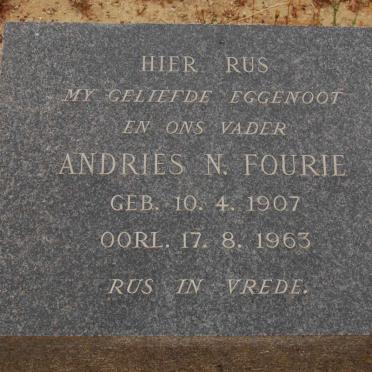 HIER RUS
MY GELIEFDE EGGENOOT
EN ONS VADER
ANDRIES N. FOURIE
GEB. 10. 4. 1907
OORL. 17. 8. 1963
RUS IN VREDE.